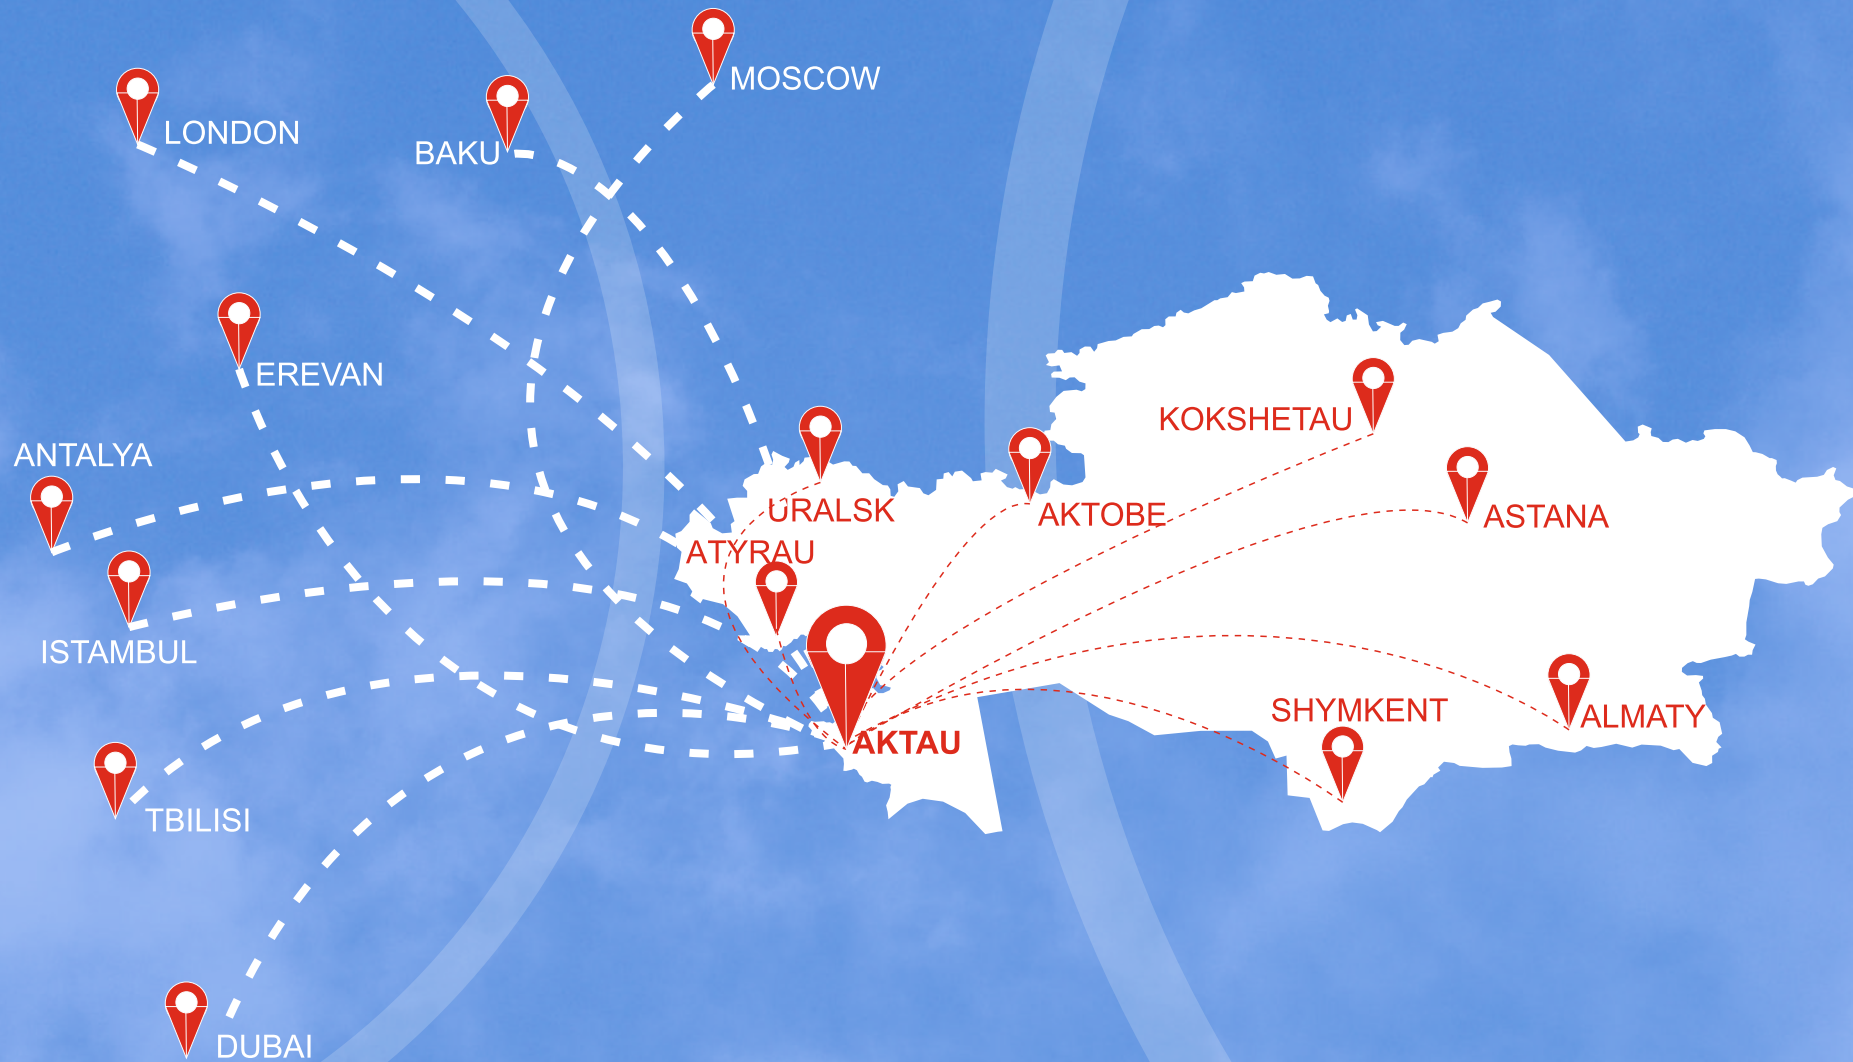 MOSCOW
LONDON
BAKU
EREVAN
KOKSHETAU
ANTALYA
URALSK
AKTOBE
ASTANA
ATYRAU
ISTAMBUL
SHYMKENT
ALMATY
AKTAU
TBILISI
DUBAI